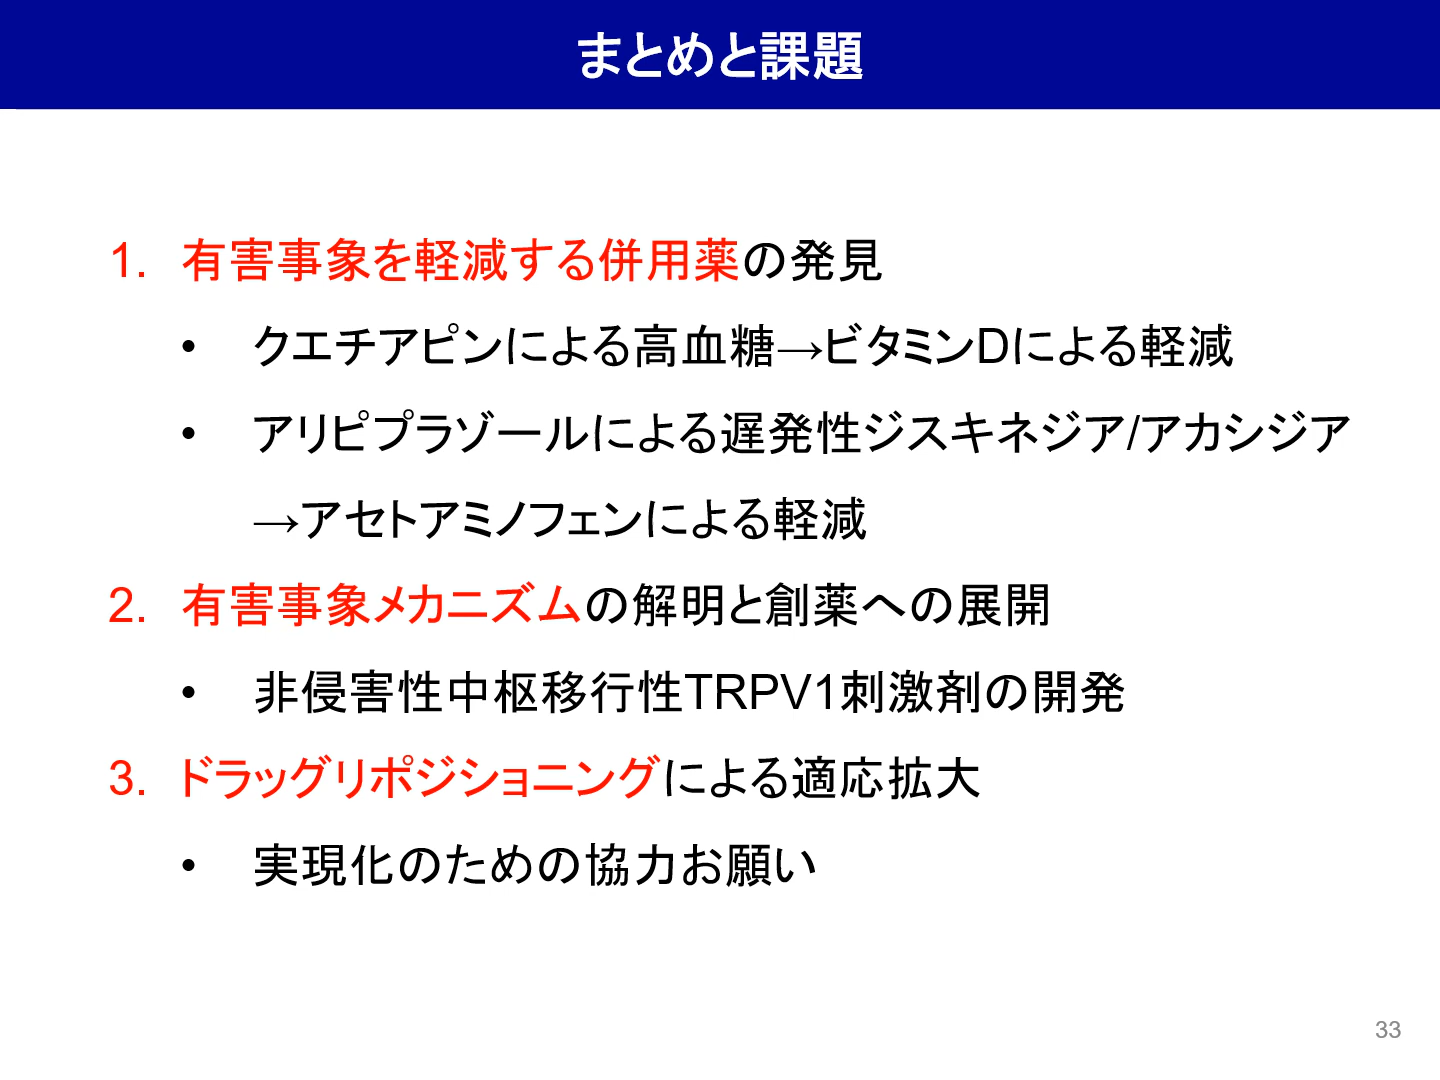 まとめと課題
1. 有害事象を軽減する併用薬の発見
• クエチアピンによる高血糖→ビタミンDによる軽減
• アリピプラゾールによる遅発性ジスキネジア/アカシジア
→アセトアミノフェンによる軽減
2. 有害事象メカニズムの解明と創薬への展開
• 非侵害性中枢移行性TRPV1刺激剤の開発
3. ドラッグリポジショニングによる適応拡大
• 実現化のための協力お願い
33